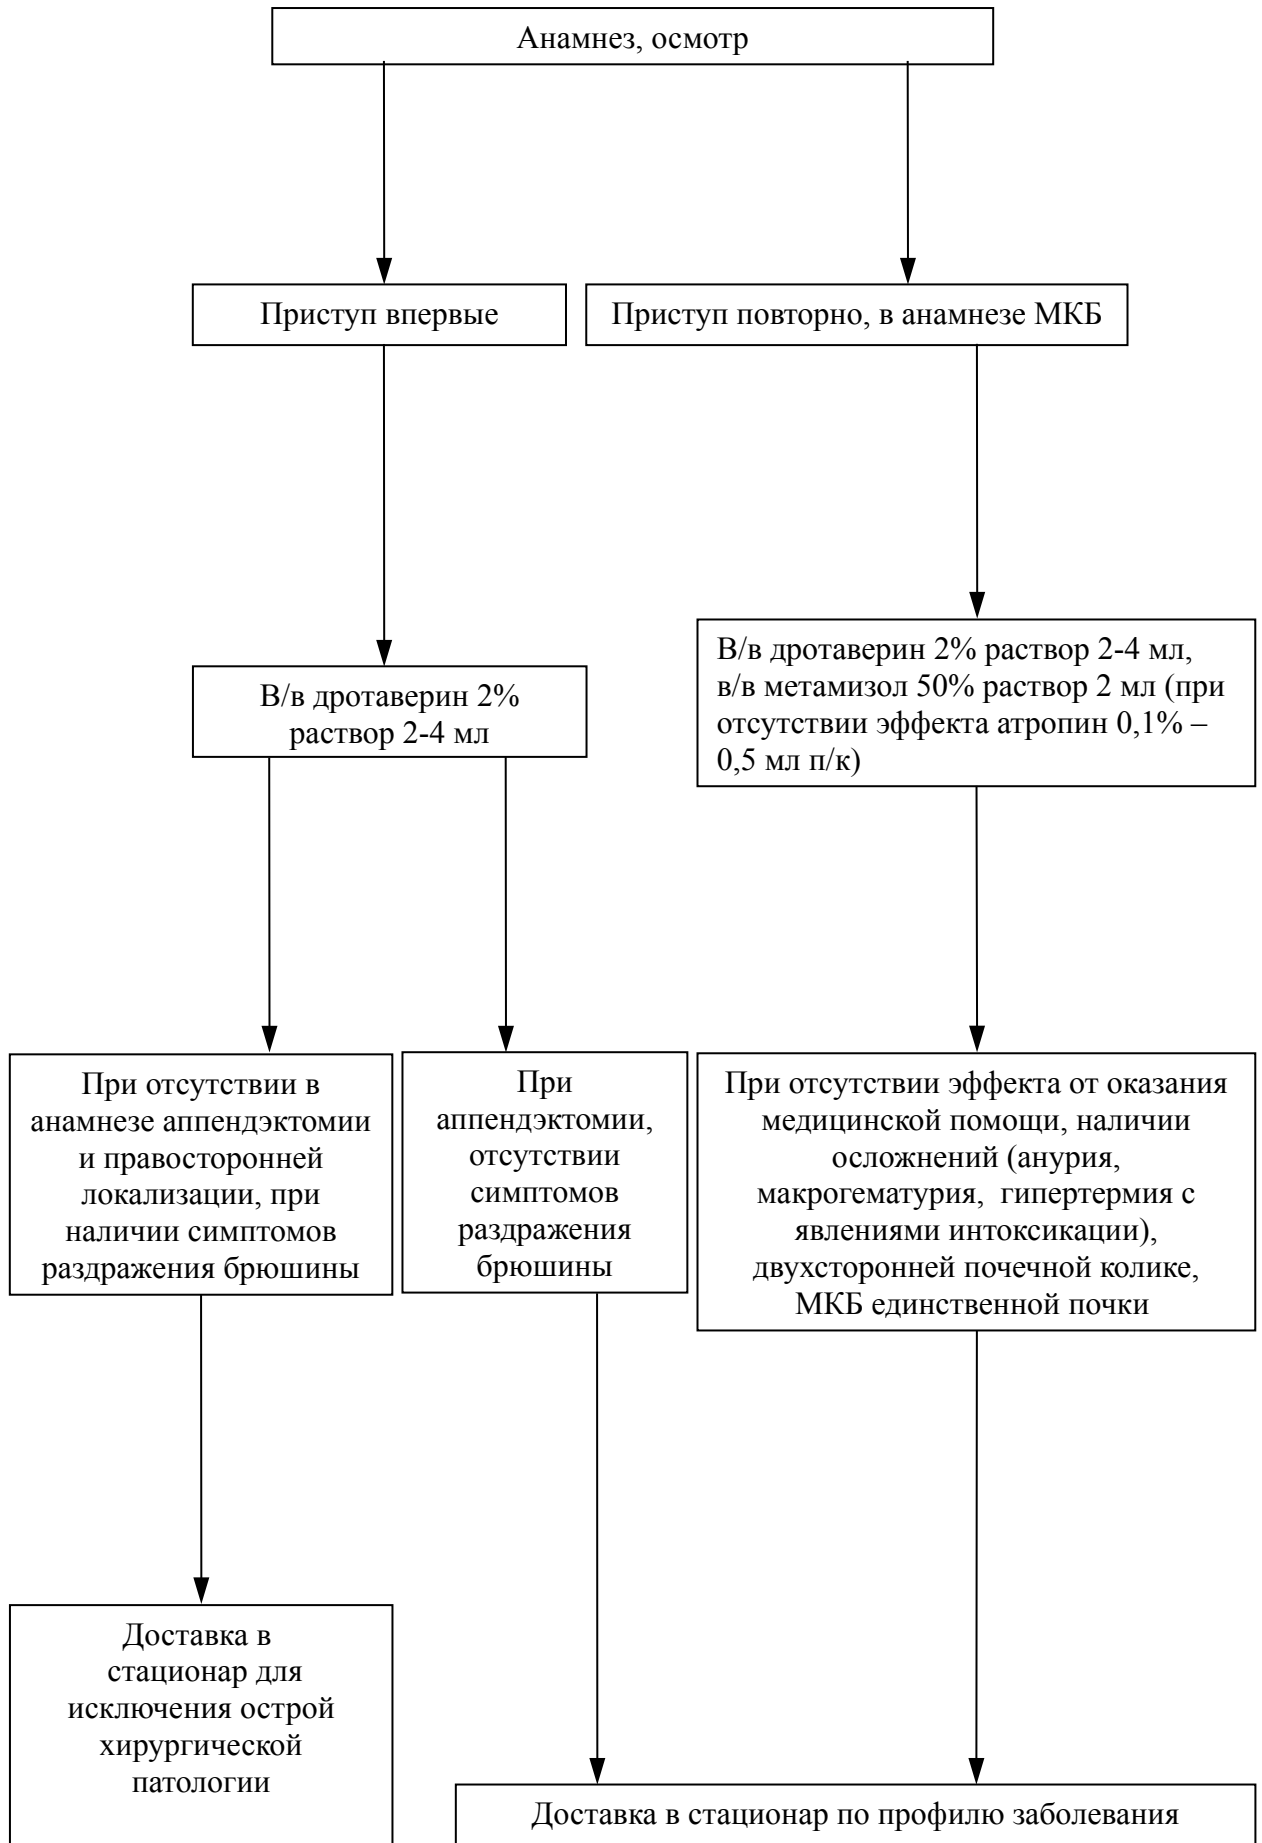 Анамнез, осмотр
Приступ впервые
Приступ повторно, в анамнезе МКБ
В/в дротаверин 2%
раствор 2-4 мл
В/в дротаверин 2% раствор 2-4 мл,
в/в метамизол 50% раствор 2 мл (при
отсутствии эффекта атропин 0,1% –
0,5 мл п/к)
При отсутствии в
анамнезе аппендэктомии
и правосторонней
локализации, при
наличии симптомов
раздражения брюшины
При
аппендэктомии,
отсутствии
симптомов
раздражения
брюшины
При отсутствии эффекта от оказания
медицинской помощи, наличии
осложнений (анурия,
макрогематурия, гипертермия с
явлениями интоксикации),
двухсторонней почечной колике,
МКБ единственной почки
Доставка в
стационар для
исключения острой
хирургической
патологии
Доставка в стационар по профилю заболевания